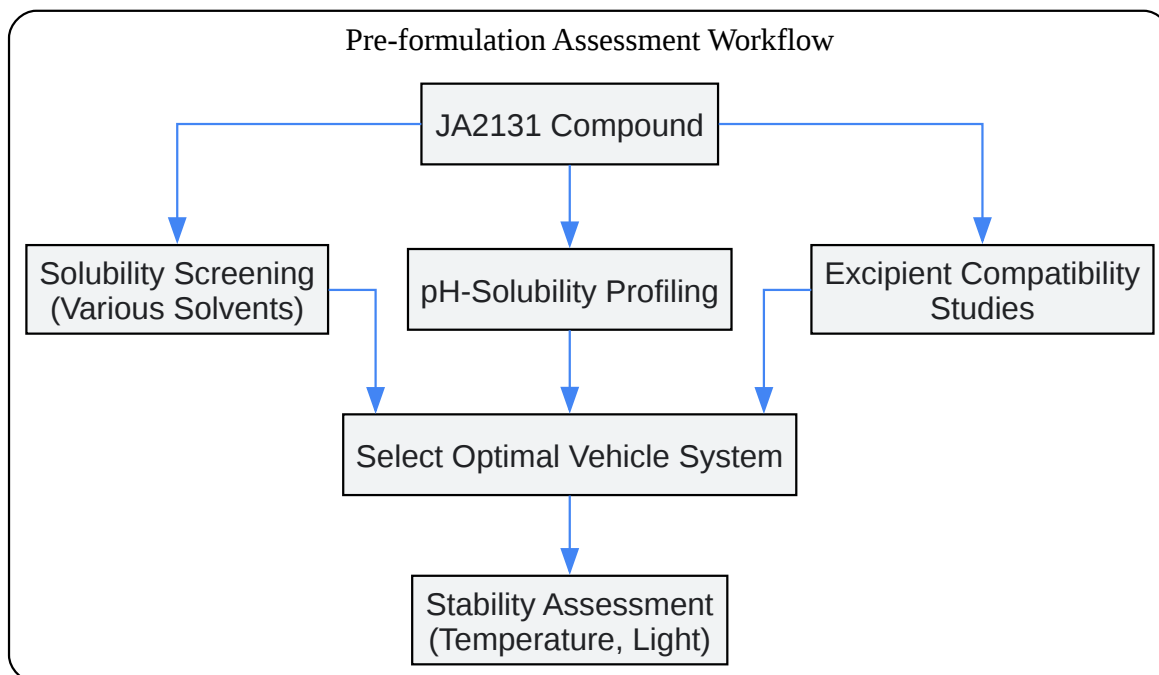 Pre-formulation Assessment Workflow
JA2131 Compound
Solubility Screening
(Various Solvents)
pH-Solubility Profiling
Excipient Compatibility
Studies
Select Optimal Vehicle System
Stability Assessment
(Temperature, Light)